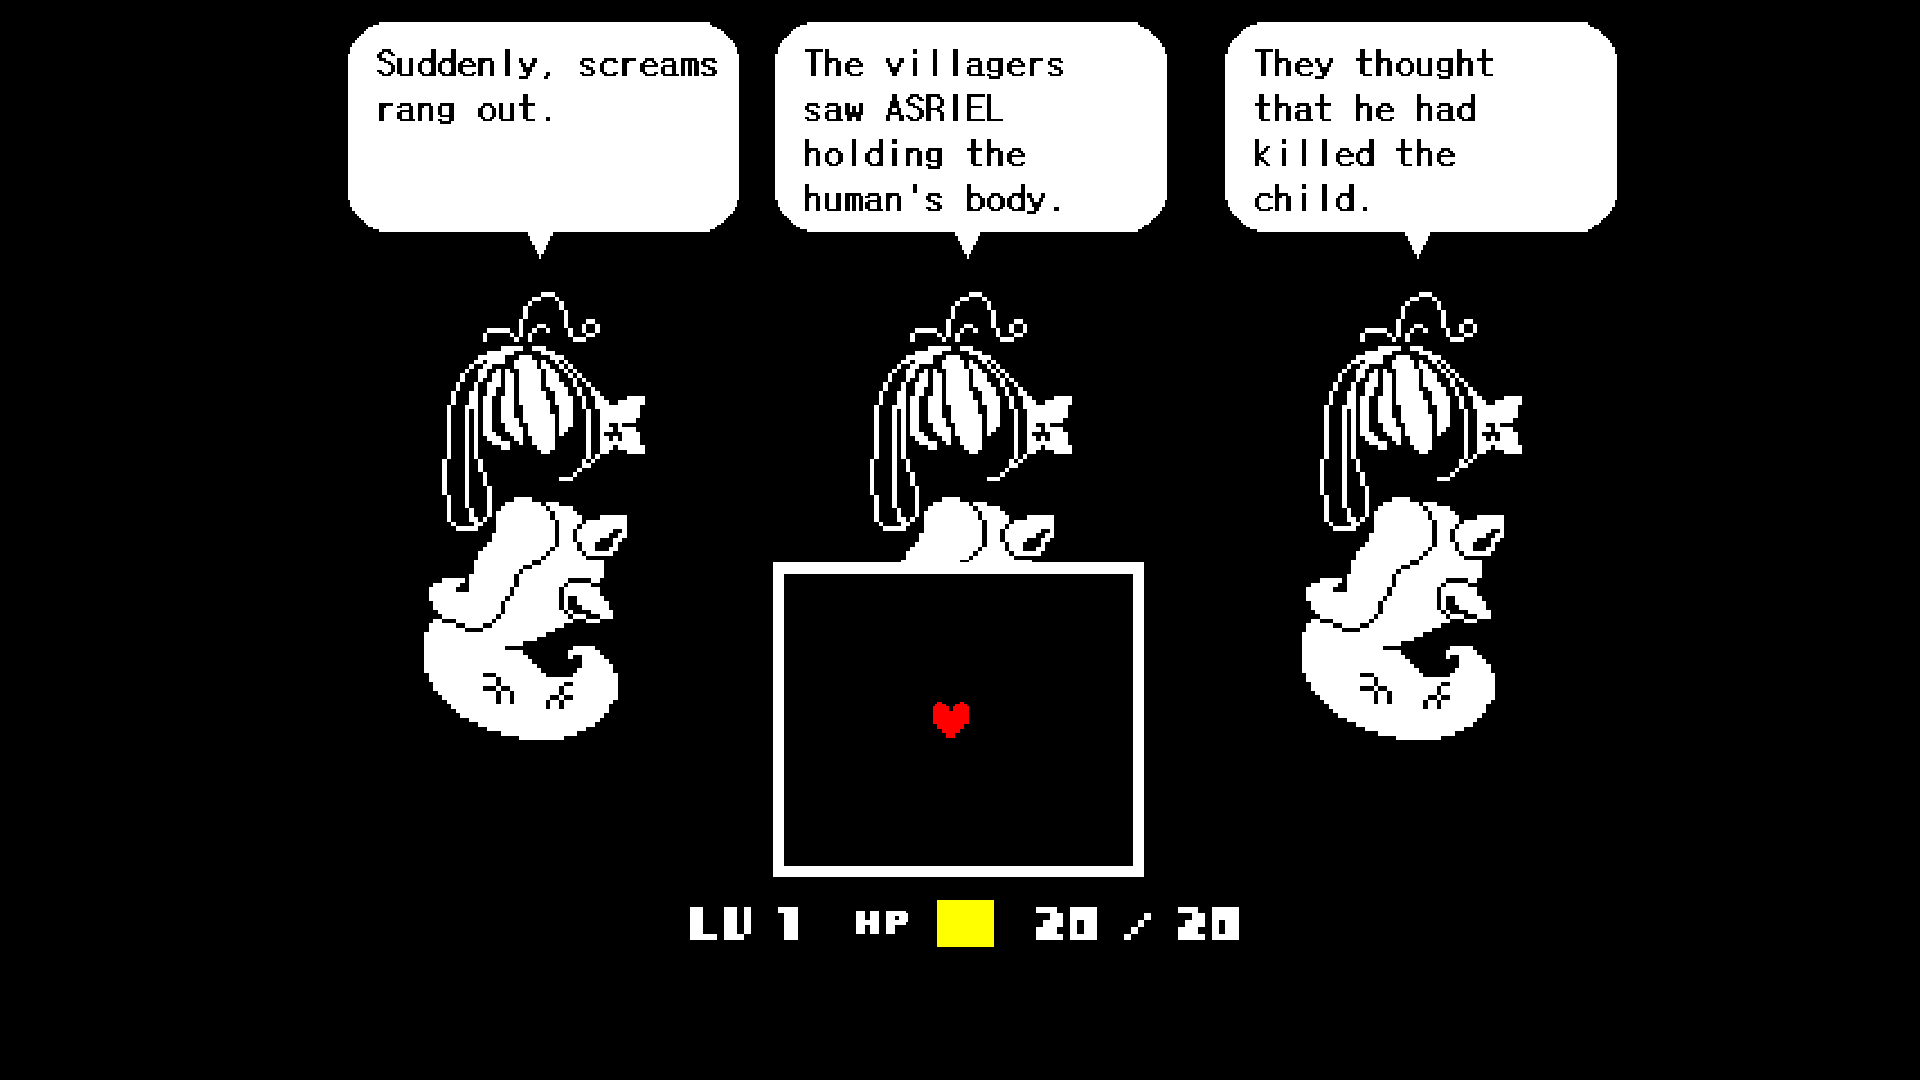 Suddenly, screams
rang out.
The villagers
saw ASRIEL
holding the
human's body.
They thought
that he had
killed the
child.
LV 1 HP 20 / 20